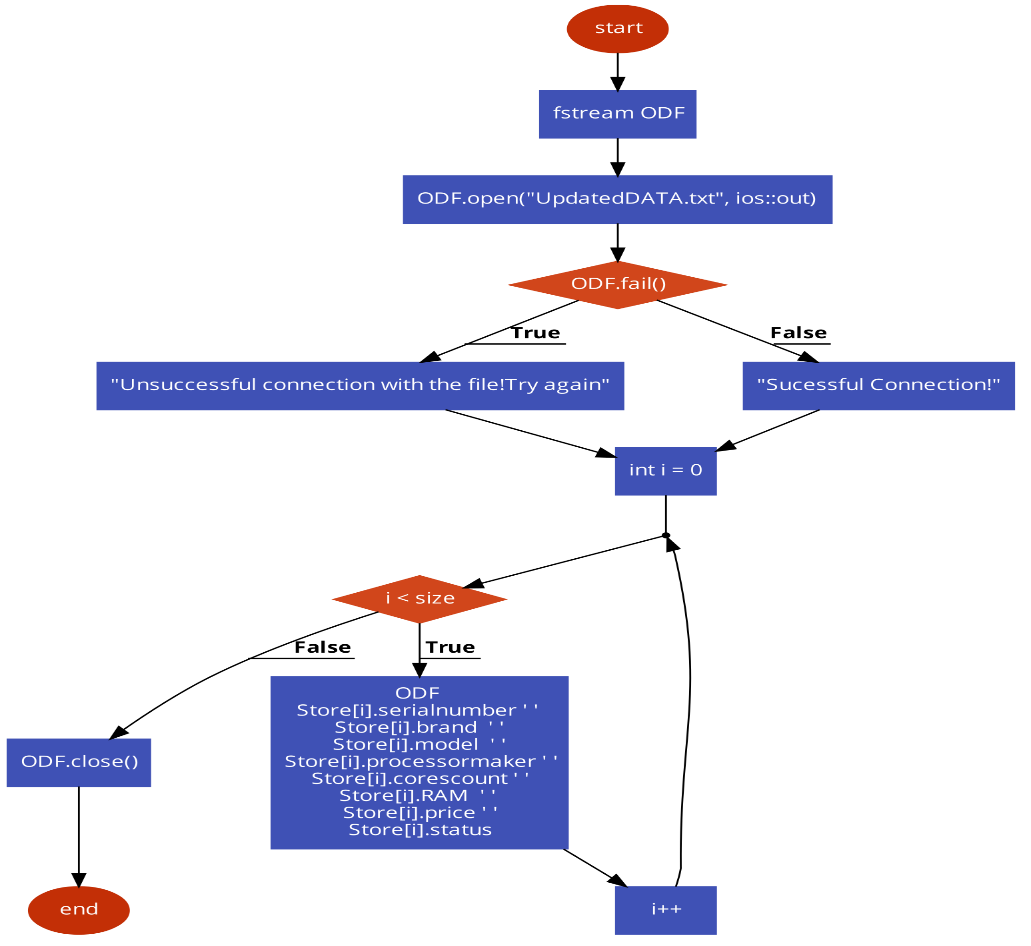 start
fstream ODF
ODF.open("UpdatedDATA.txt", ios::out)
ODF.fail()
True
False
"Unsuccessful connection with the file!Try again"
"Sucessful Connection!"
int i = 0
i < size
False
True
ODF
Store[i].serialnumber ' '
Store[i].brand  ' '
Store[i].model  ' '
Store[i].processormaker ' '
Store[i].corescount ' '
Store[i].RAM  ' '
Store[i].price ' '
Store[i].status
ODF.close()
end
i++